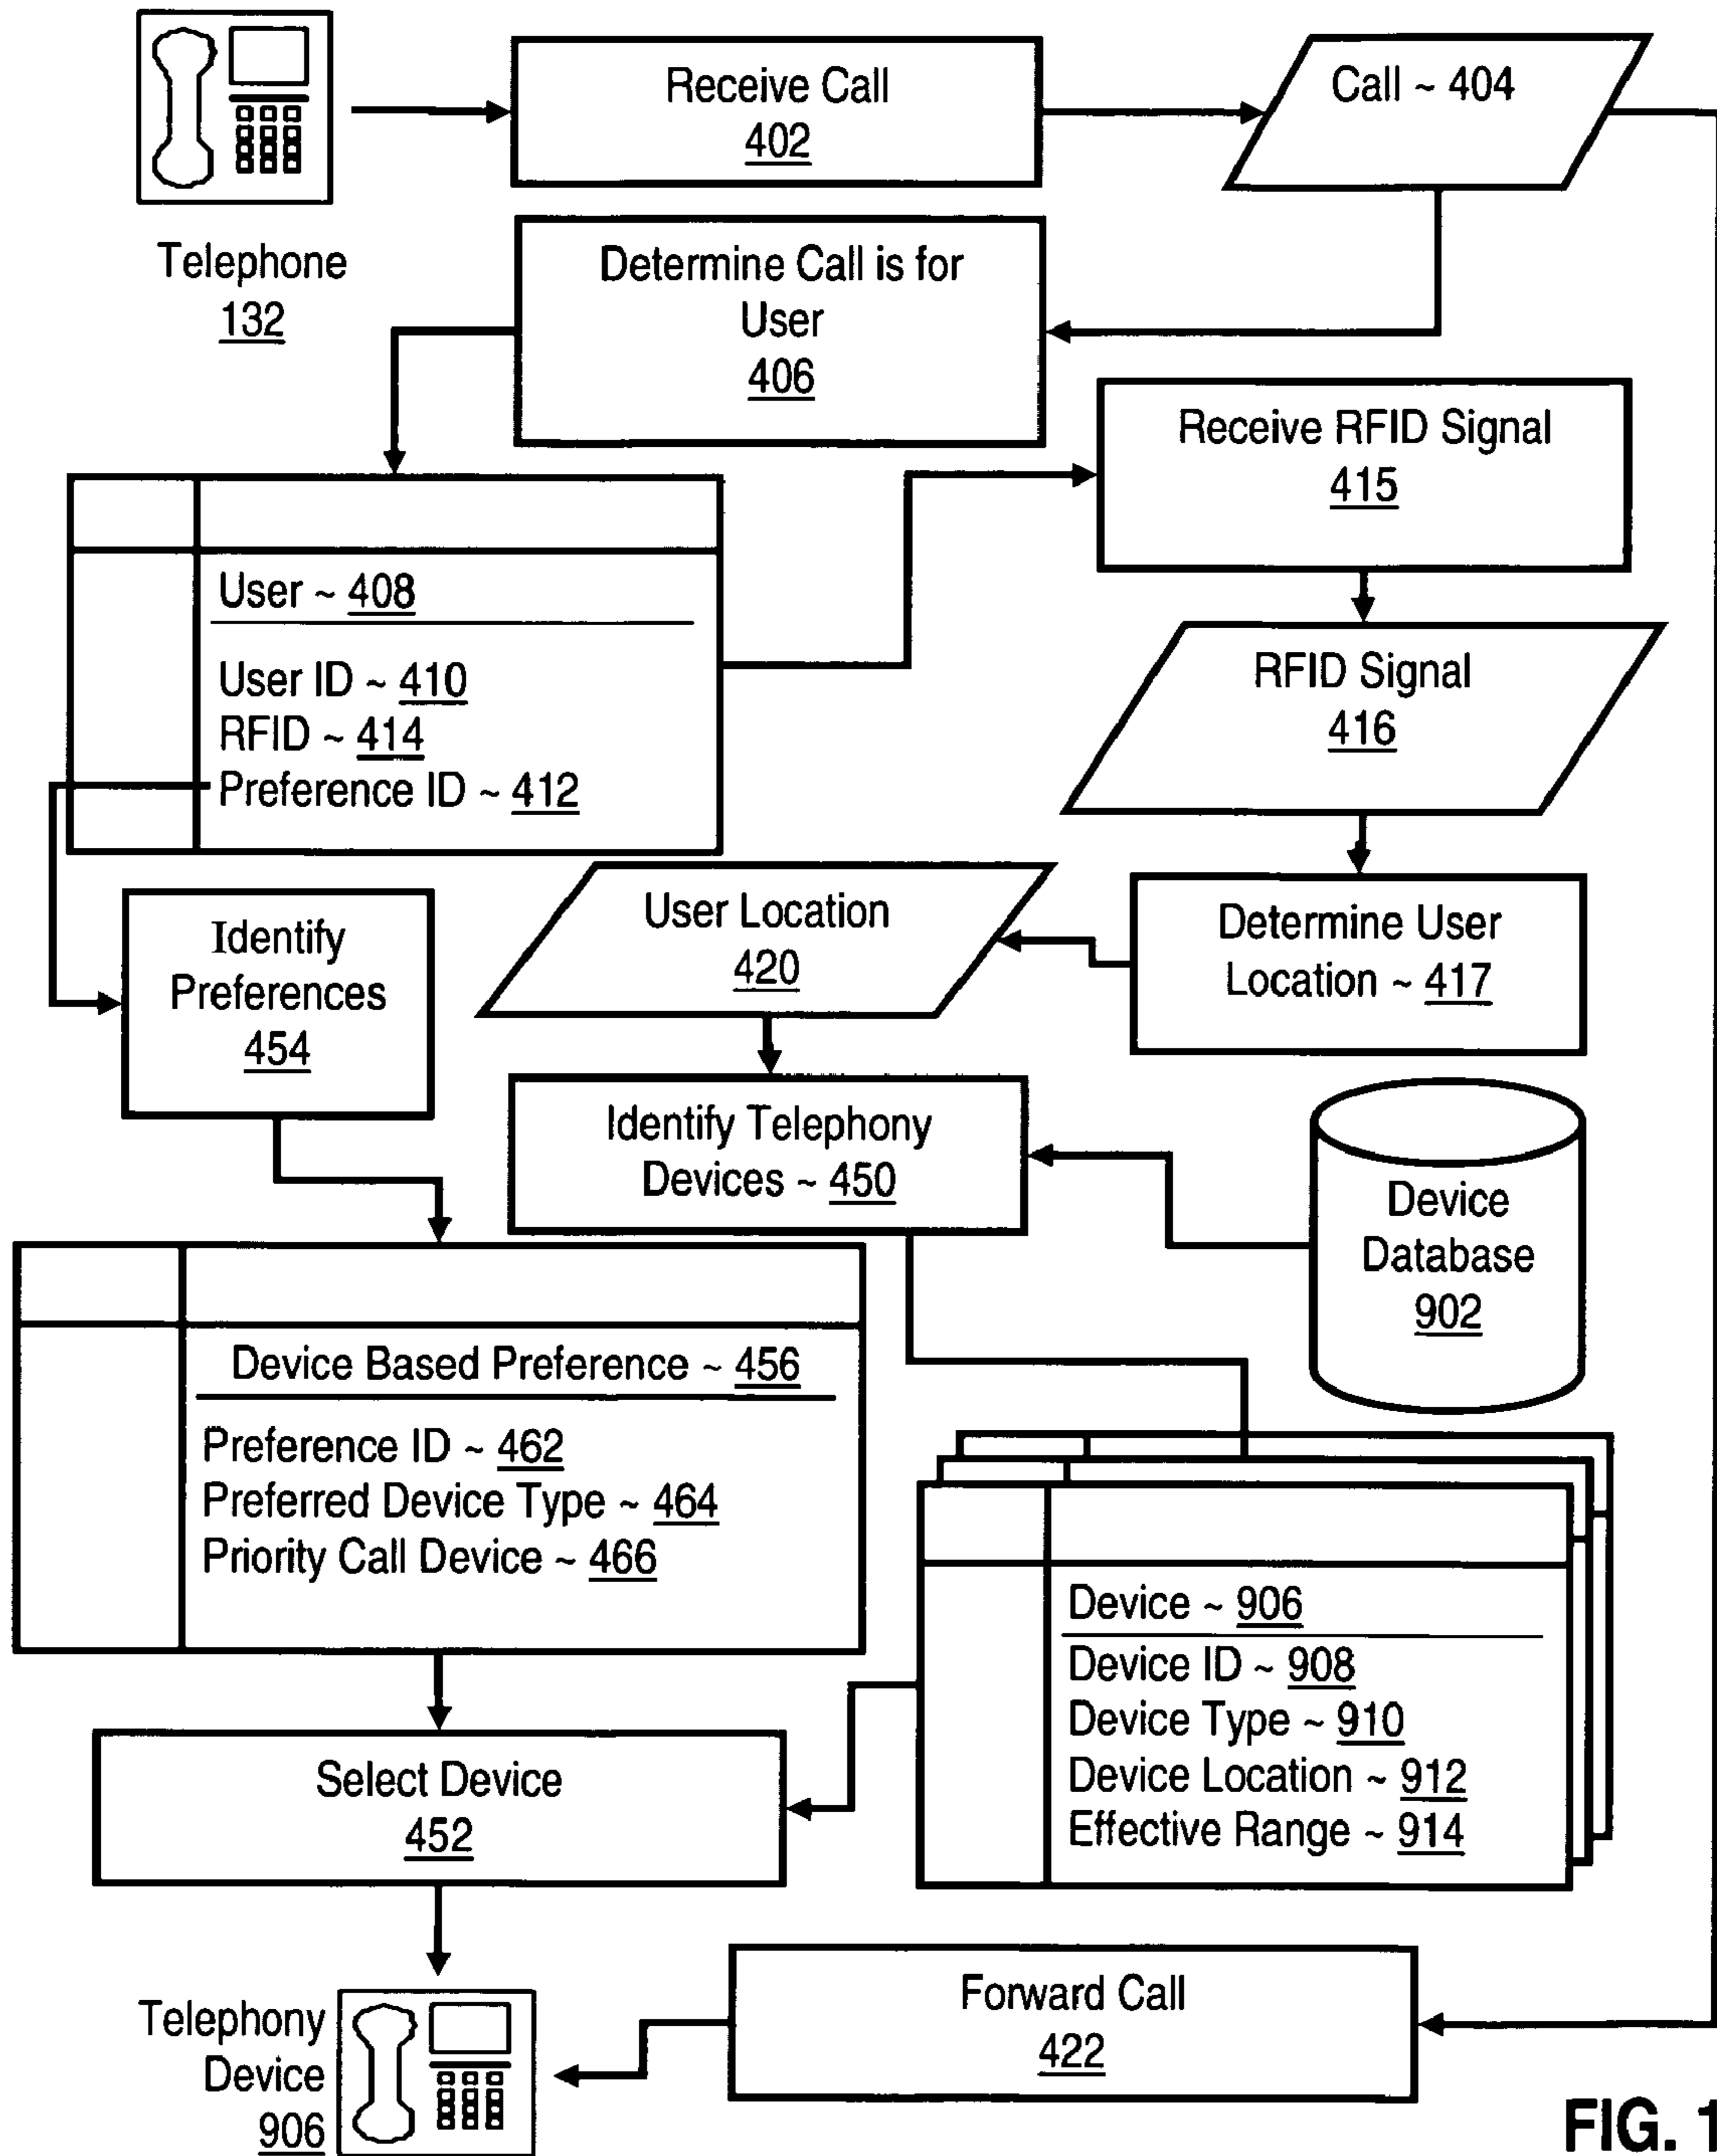 Receive Call
402
Call ~ 404
Telephone
132
Determine Call is for
User
406
Receive RFID Signal
415
User ~ 408
User ID ~ 410
RFID ~ 414
Preference ID ~ 412
RFID Signal
416
User Location
420
Determine User
Location ~ 417
Identify
Preferences
454
Identify Telephony
Devices ~ 450
Device
Database
902
Device Based Preference ~ 456
Preference ID ~ 462
Preferred Device Type ~ 464
Priority Call Device ~ 466
Device ~ 906
Device ID ~ 908
Device Type ~ 910
Device Location ~ 912
Effective Range ~ 914
Select Device
452
Forward Call
422
Telephony
Device
906
FIG. 1